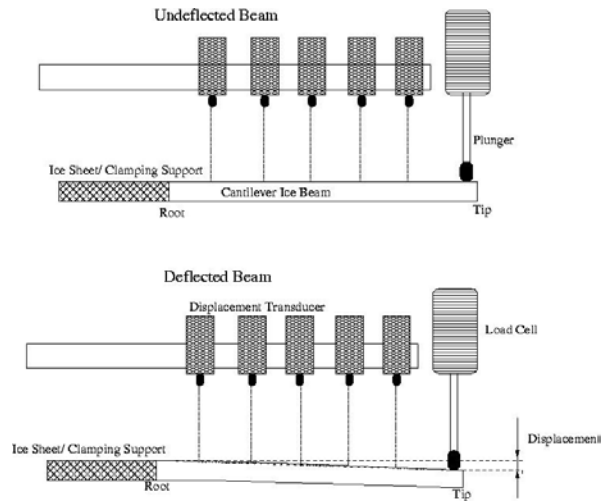 Undeflected Beam
Plunger
Ice Sheet/ Clamping Support
Cantilever Ice Beam
Root
Tip
Deflected Beam
Displacement Transducer
Load Cell
Displacement
Ice Sheet/ Clamping Support
Root
Tip